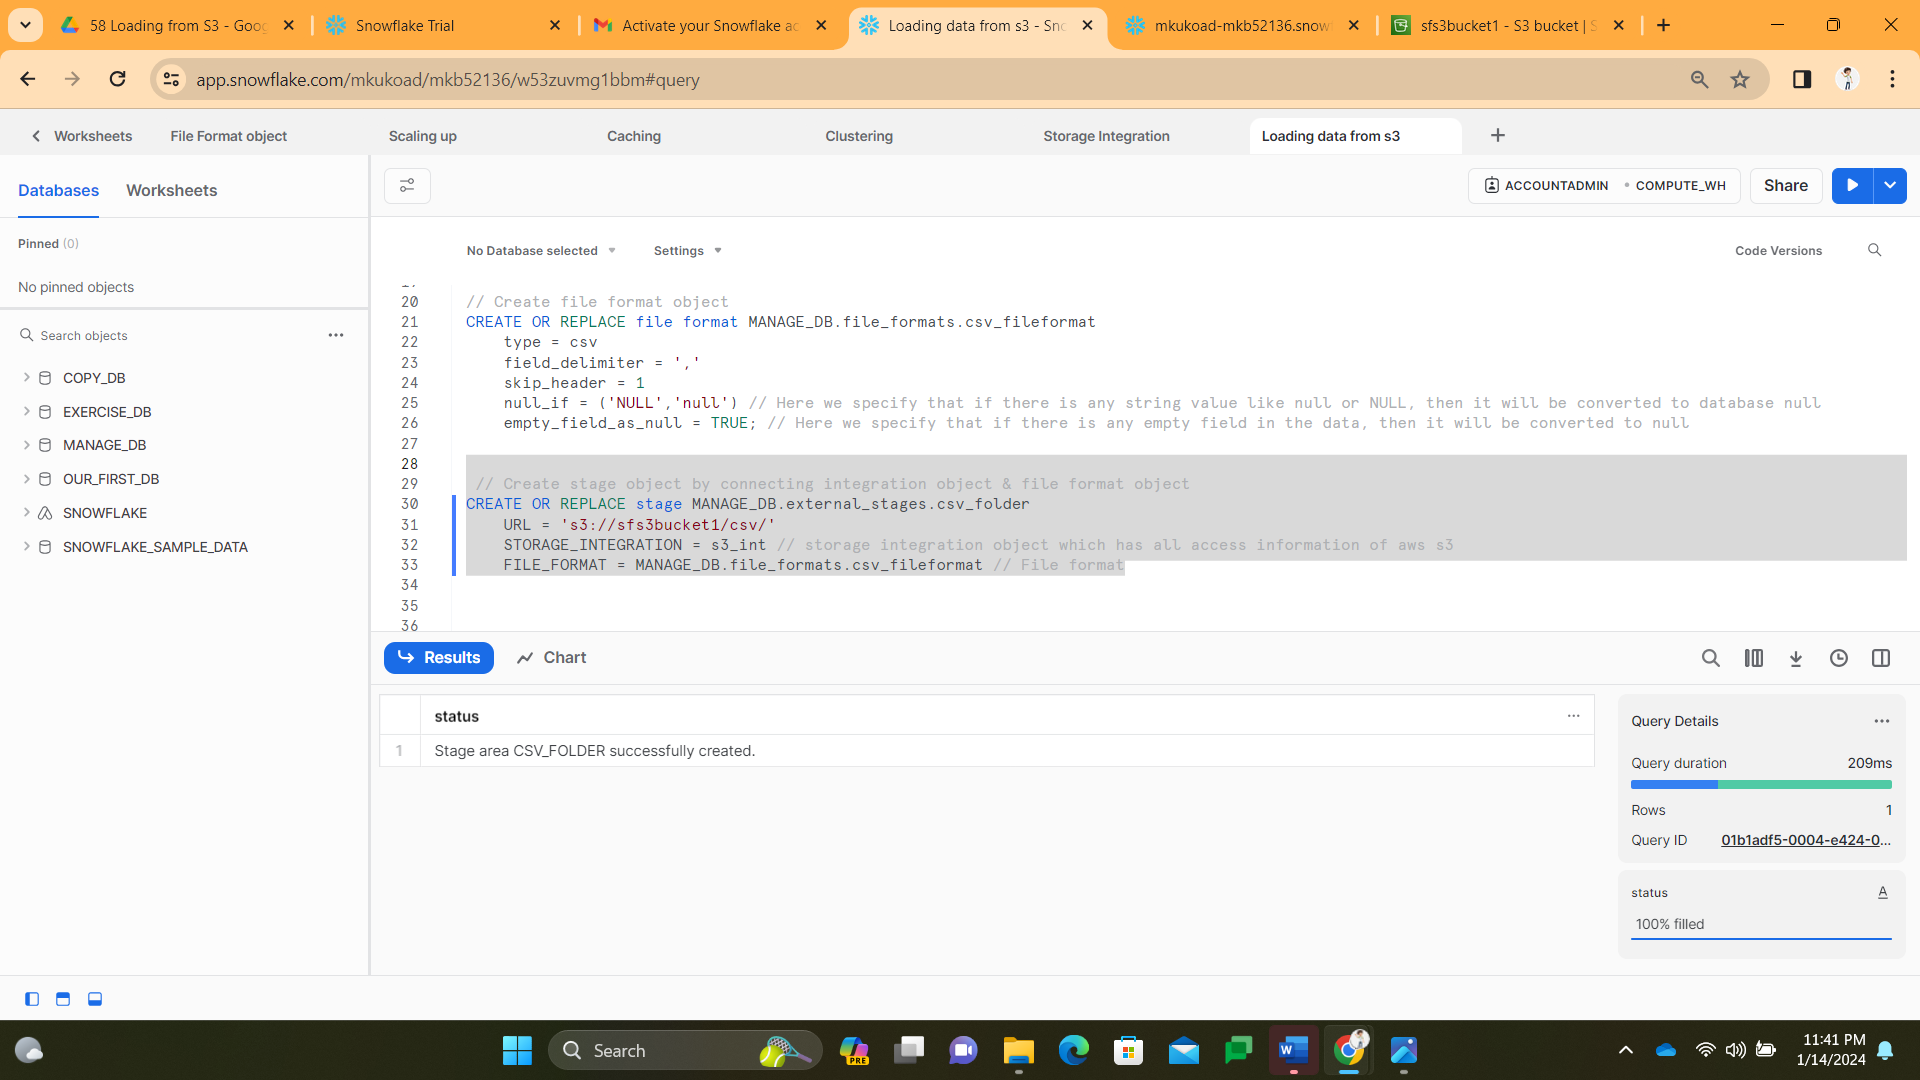 58 Loading from S3 - Goog
Snowflake Trial
Activate your Snowflake ac
Loading data from s3 - Sno
mkukoad-mkb52136.snowf
sfs3bucket1 - S3 bucket | S
app.snowflake.com/mkukoad/mkb52136/w53zuvmg1bbm#query
Worksheets
File Format object
Scaling up
Caching
Clustering
Storage Integration
Loading data from s3
Databases
Worksheets
ACCOUNTADMIN • COMPUTE_WH
Share
Pinned (0)
No pinned objects
Search objects
COPY_DB
EXERCISE_DB
MANAGE_DB
OUR_FIRST_DB
SNOWFLAKE
SNOWFLAKE_SAMPLE_DATA
No Database selected
Settings
Code Versions
20 // Create file format object
21 CREATE OR REPLACE file format MANAGE_DB.file_formats.csv_fileformat
22 type = csv
23 field_delimiter = ','
24 skip_header = 1
25 null_if = ('NULL','null') // Here we specify that if there is any string value like null or NULL, then it will be converted to database null
26 empty_field_as_null = TRUE; // Here we specify that if there is any empty field in the data, then it will be converted to null
27
28
29 // Create stage object by connecting integration object & file format object
30 CREATE OR REPLACE stage MANAGE_DB.external_stages.csv_folder
31 URL = 's3://sfs3bucket1/csv/'
32 STORAGE_INTEGRATION = s3_int // storage integration object which has all access information of aws s3
33 FILE_FORMAT = MANAGE_DB.file_formats.csv_fileformat // File format
34
35
36
Results
Chart
status
1 Stage area CSV_FOLDER successfully created.
Query Details
Query duration 209ms
Rows 1
Query ID 01b1adf5-0004-e424-0...
status A
100% filled
Search
PRE
W
11:41 PM
1/14/2024